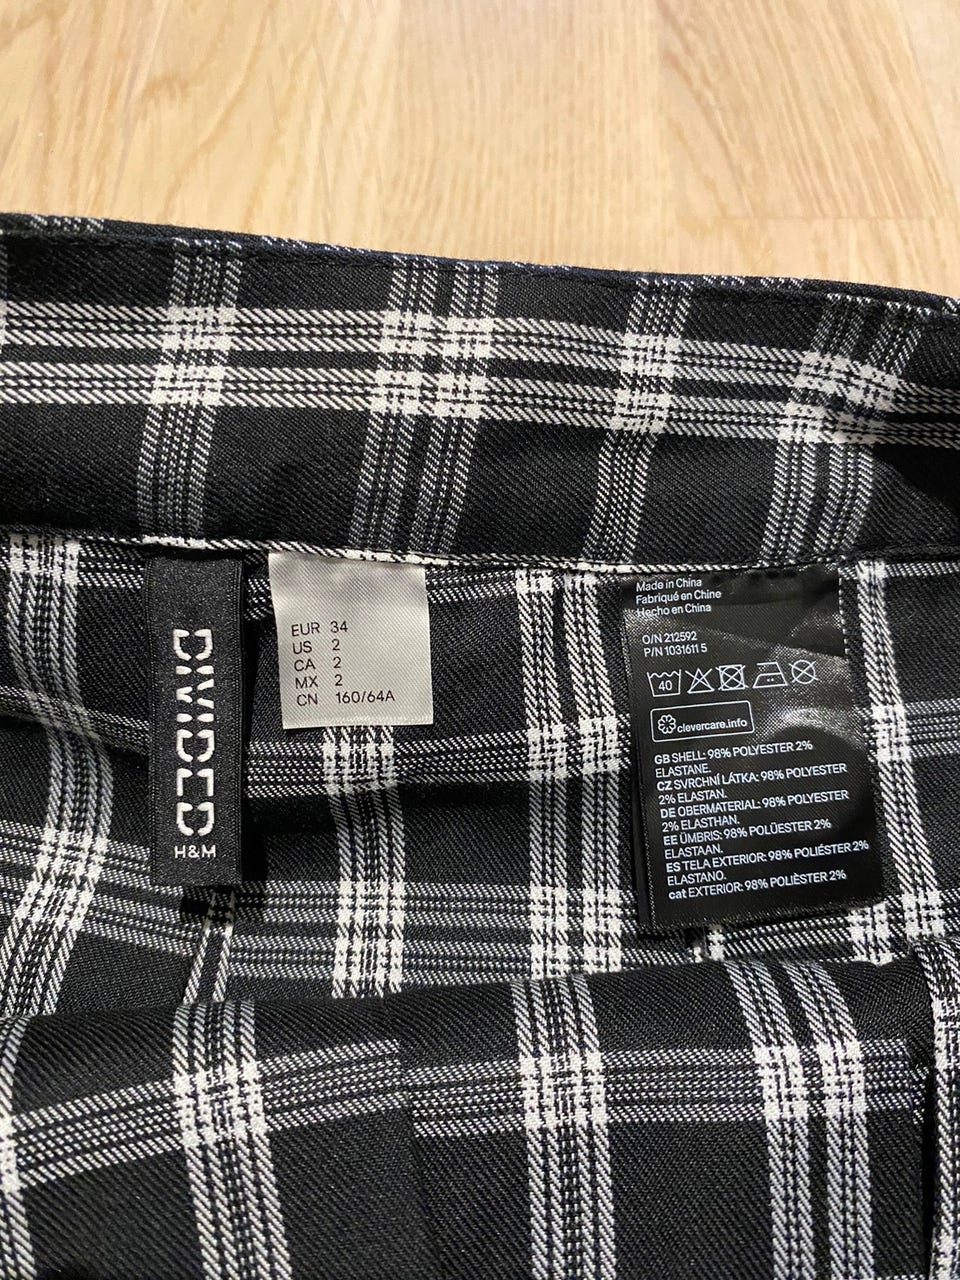 DIVIDED
H&M
EUR 34
US 2
CA 2
MX 2
CN 160/64A
Made in China
Fabriqué en Chine
Hecho en China
O/N 212592
P/N 1031611 5
40
clevercare.info
GB SHELL: 98% POLYESTER 2%
ELASTANE.
CZ SVRCHNÍ LÁTKA: 98% POLYESTER
2% ELASTAN.
DE OBERMATERIAL: 98% POLYESTER
2% ELASTHAN.
EE ÜMBRIS: 98% POLÜESTER 2%
ELASTAAN.
ES TELA EXTERIOR: 98% POLIÉSTER 2%
ELASTANO.
cat EXTERIOR: 98% POLIÈSTER 2%